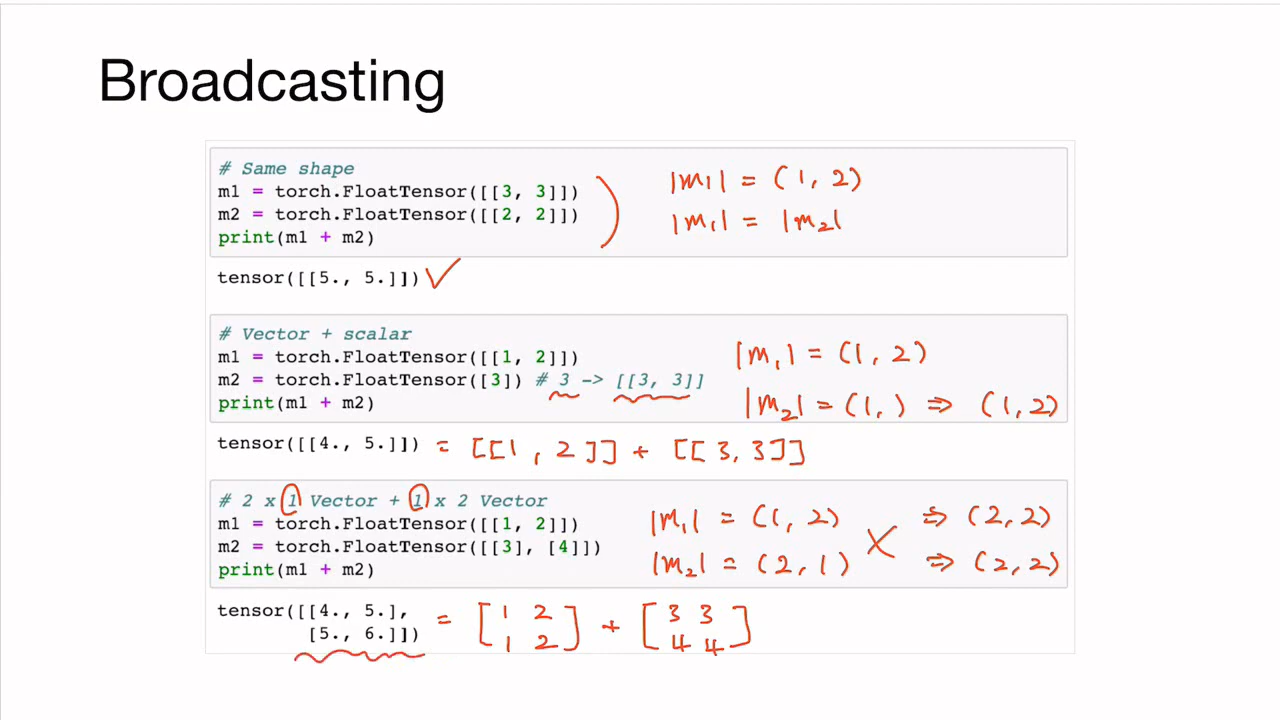 Broadcasting
# Same shape
m1 = torch.FloatTensor([[3, 3]])
m2 = torch.FloatTensor([[2, 2]])
print(m1 + m2)
|m1| = (1, 2)
|m1| = |m2|
tensor([[5., 5.]])
# Vector + scalar
m1 = torch.FloatTensor([[1, 2]])
m2 = torch.FloatTensor([3]) # 3 -> [[3, 3]]
print(m1 + m2)
|m1| = (1, 2)
|m2| = (1, ) ⇒ (1, 2)
tensor([[4., 5.]]) = [[1, 2]] + [[3, 3]]
# 2 x 1 Vector + 1 x 2 Vector
m1 = torch.FloatTensor([[1, 2]])
m2 = torch.FloatTensor([[3], [4]])
print(m1 + m2)
|m1| = (1, 2) ⇒ (2, 2)
|m2| = (2, 1) ⇒ (2, 2)
tensor([[4., 5.], = [1 2 + [3 3
[5., 6.]]) 1 2] 4 4]